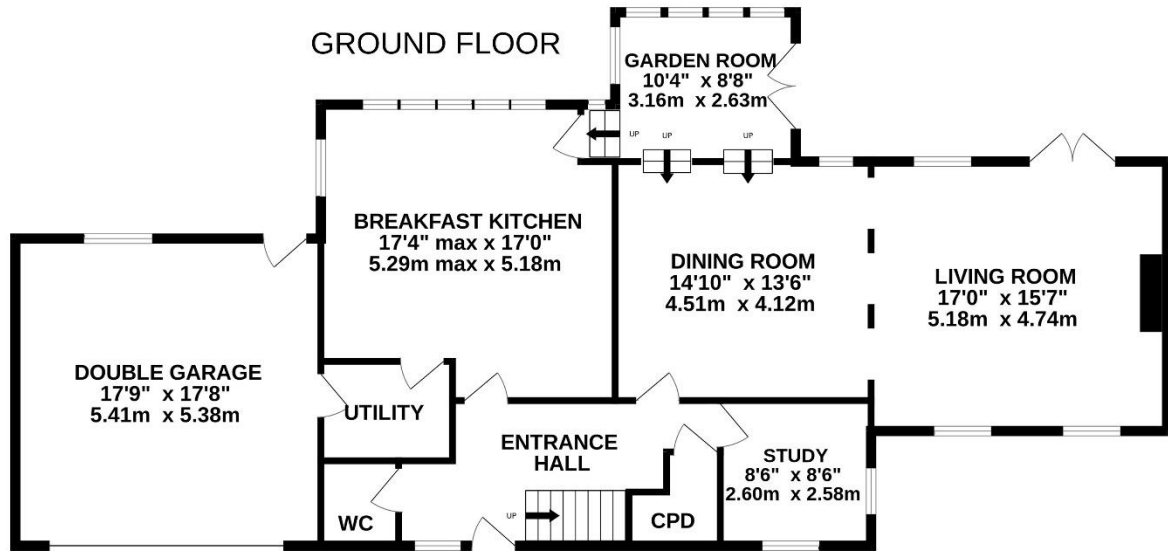 GROUND FLOOR
GARDEN ROOM
10'4" x 8'8"
3.16m x 2.63m
UP
UP
UP
BREAKFAST KITCHEN
17'4" max x 17'0"
5.29m max x 5.18m
DINING ROOM
14'10" x 13'6"
4.51m x 4.12m
LIVING ROOM
17'0" x 15'7"
5.18m x 4.74m
DOUBLE GARAGE
17'9" x 17'8"
5.41m x 5.38m
UTILITY
ENTRANCE
HALL
STUDY
8'6" x 8'6"
2.60m x 2.58m
WC
UP
CPD